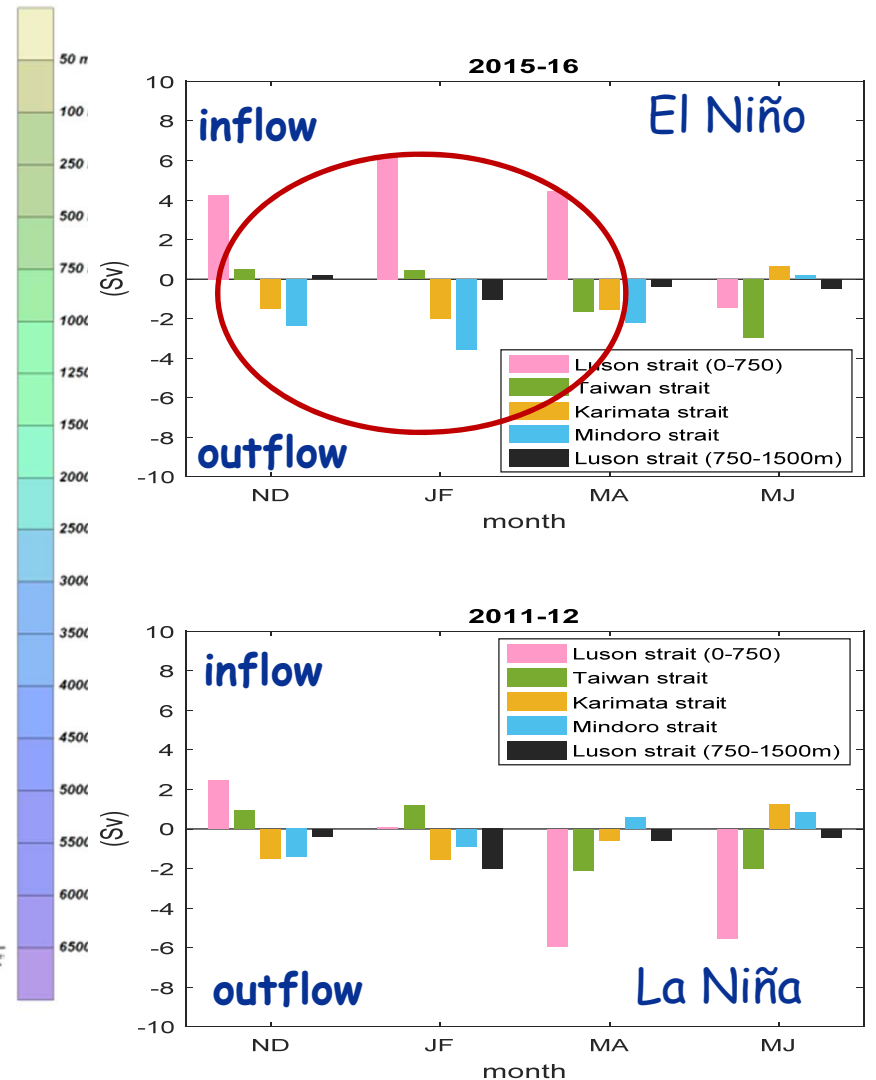 50 m
100
250
500
750
1000
1250
1500
2000
2500
3000
3500
4000
4500
5000
5500
6000
6500
2015-16
El Niño
inflow
outflow
10
8
6
4
2
0
-2
-4
-6
-8
-10
(Sv)
Luson strait (0-750)
Taiwan strait
Karimata strait
Mindoro strait
Luson strait (750-1500m)
ND
JF
MA
MJ
month
2011-12
inflow
outflow
La Niña
10
8
6
4
2
0
-2
-4
-6
-8
-10
(Sv)
Luson strait (0-750)
Taiwan strait
Karimata strait
Mindoro strait
Luson strait (750-1500m)
ND
JF
MA
MJ
month